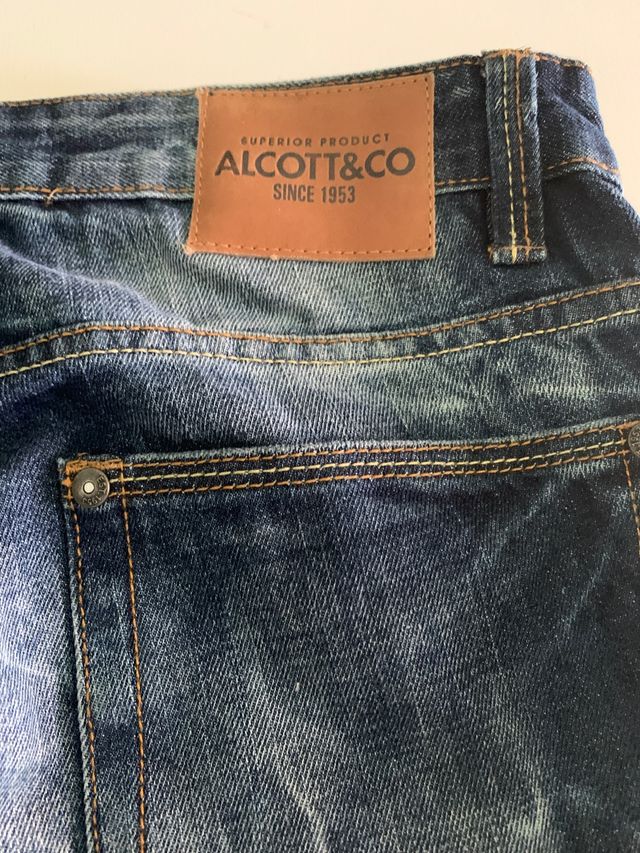 SUPERIOR PRODUCT
ALCOTT&CO
SINCE 1953